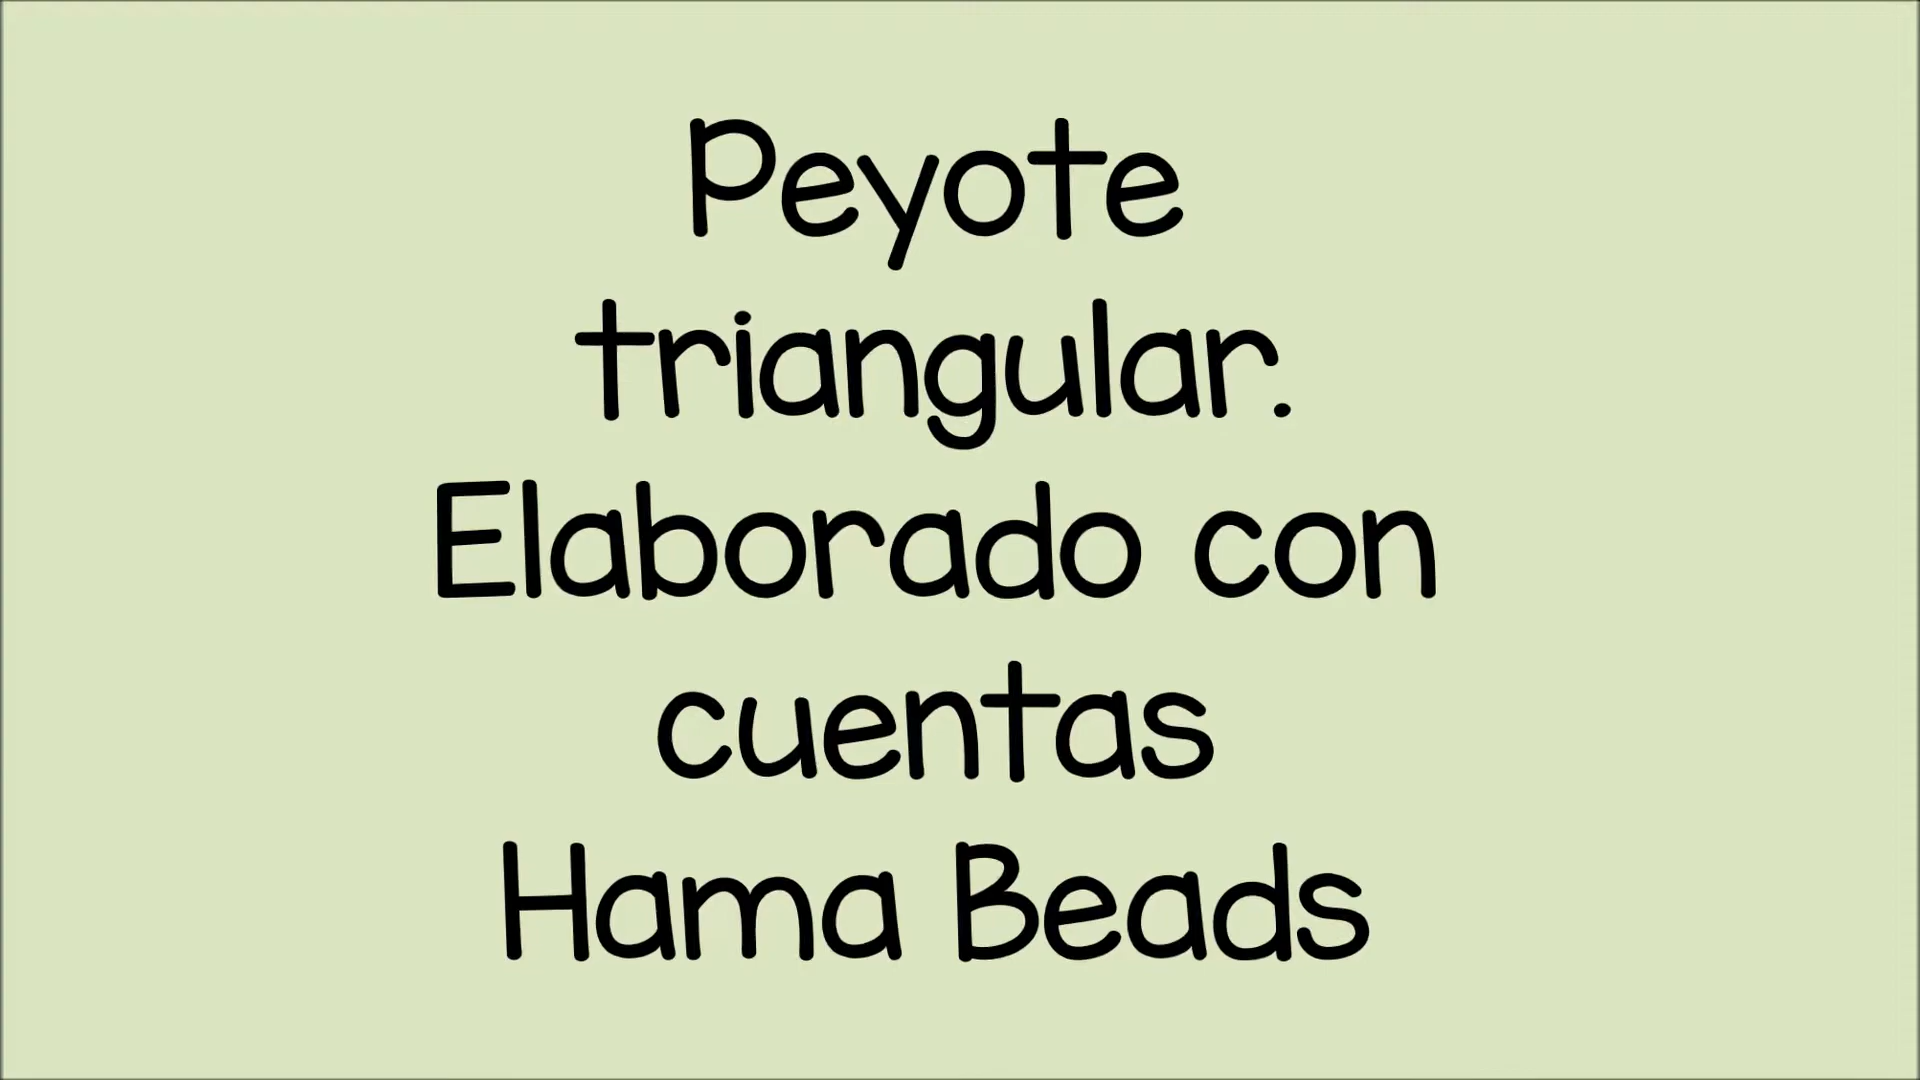 Peyote
triangular.
Elaborado con
cuentas
Hama Beads